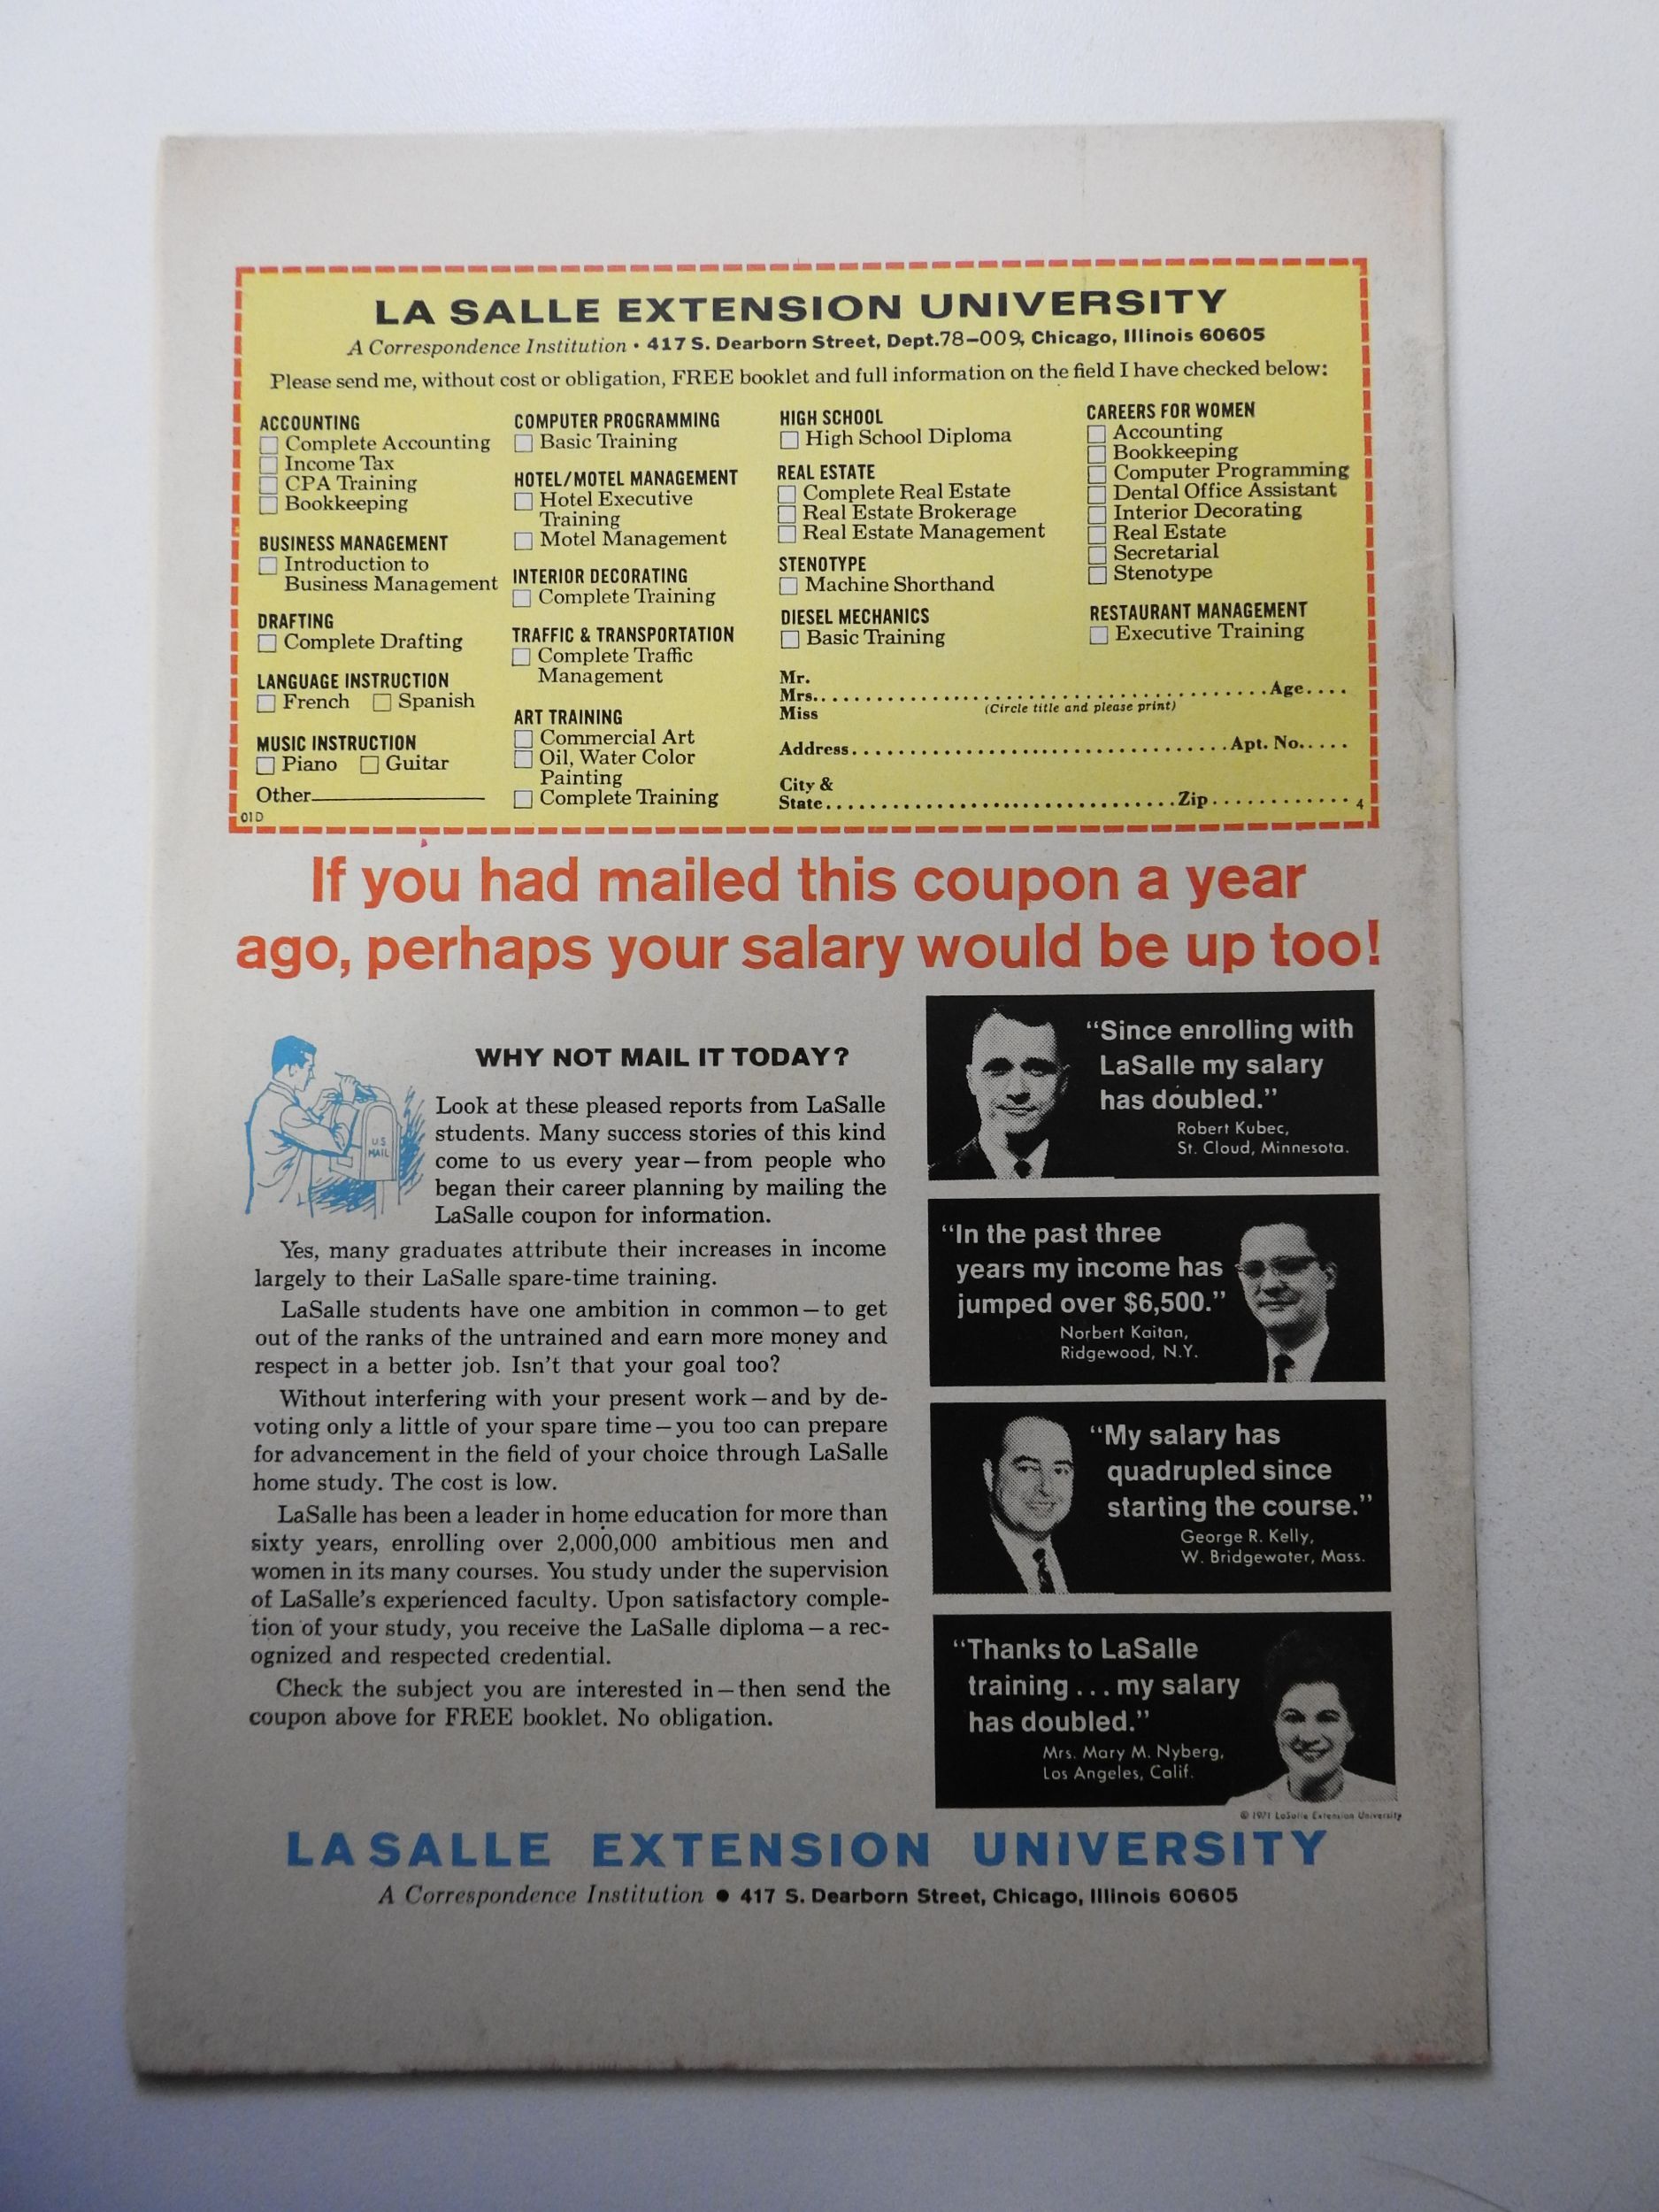 LA SALLE EXTENSION UNIVERSITY
A Correspondence Institution • 417 S. Dearborn Street, Dept.78-009, Chicago, Illinois 60605
Please send me, without cost or obligation, FREE booklet and full information on the field I have checked below:
ACCOUNTING
Complete Accounting
Income Tax
CPA Training
Bookkeeping
BUSINESS MANAGEMENT
Introduction to
Business Management
DRAFTING
Complete Drafting
LANGUAGE INSTRUCTION
French Spanish
MUSIC INSTRUCTION
Piano Guitar
Other
01D
COMPUTER PROGRAMMING
Basic Training
HOTEL/MOTEL MANAGEMENT
Hotel Executive
Training
Motel Management
INTERIOR DECORATING
Complete Training
TRAFFIC & TRANSPORTATION
Complete Traffic
Management
ART TRAINING
Commercial Art
Oil, Water Color
Painting
Complete Training
HIGH SCHOOL
High School Diploma
REAL ESTATE
Complete Real Estate
Real Estate Brokerage
Real Estate Management
STENOTYPE
Machine Shorthand
DIESEL MECHANICS
Basic Training
CAREERS FOR WOMEN
Accounting
Bookkeeping
Computer Programming
Dental Office Assistant
Interior Decorating
Real Estate
Secretarial
Stenotype
RESTAURANT MANAGEMENT
Executive Training
Mr.
Mrs. Age
Miss (Circle title and please print)
Address Apt. No.
City &
State Zip 4
If you had mailed this coupon a year
ago, perhaps your salary would be up too!
U.S
MAIL
WHY NOT MAIL IT TODAY?
Look at these pleased reports from LaSalle
students. Many success stories of this kind
come to us every year—from people who
began their career planning by mailing the
LaSalle coupon for information.
Yes, many graduates attribute their increases in income
largely to their LaSalle spare-time training.
LaSalle students have one ambition in common—to get
out of the ranks of the untrained and earn more money and
respect in a better job. Isn't that your goal too?
Without interfering with your present work—and by de-
voting only a little of your spare time—you too can prepare
for advancement in the field of your choice through LaSalle
home study. The cost is low.
LaSalle has been a leader in home education for more than
sixty years, enrolling over 2,000,000 ambitious men and
women in its many courses. You study under the supervision
of LaSalle's experienced faculty. Upon satisfactory comple-
tion of your study, you receive the LaSalle diploma—a rec-
ognized and respected credential.
Check the subject you are interested in—then send the
coupon above for FREE booklet. No obligation.
"Since enrolling with
LaSalle my salary
has doubled."
Robert Kubec,
St. Cloud, Minnesota.
"In the past three
years my income has
jumped over $6,500."
Norbert Kaitan,
Ridgewood, N.Y.
"My salary has
quadrupled since
starting the course."
George R. Kelly,
W. Bridgewater, Mass.
"Thanks to LaSalle
training . . . my salary
has doubled."
Mrs. Mary M. Nyberg,
Los Angeles, Calif.
© 1971 LaSalle Extension University
LASALLE EXTENSION UNIVERSITY
A Correspondence Institution • 417 S. Dearborn Street, Chicago, Illinois 60605